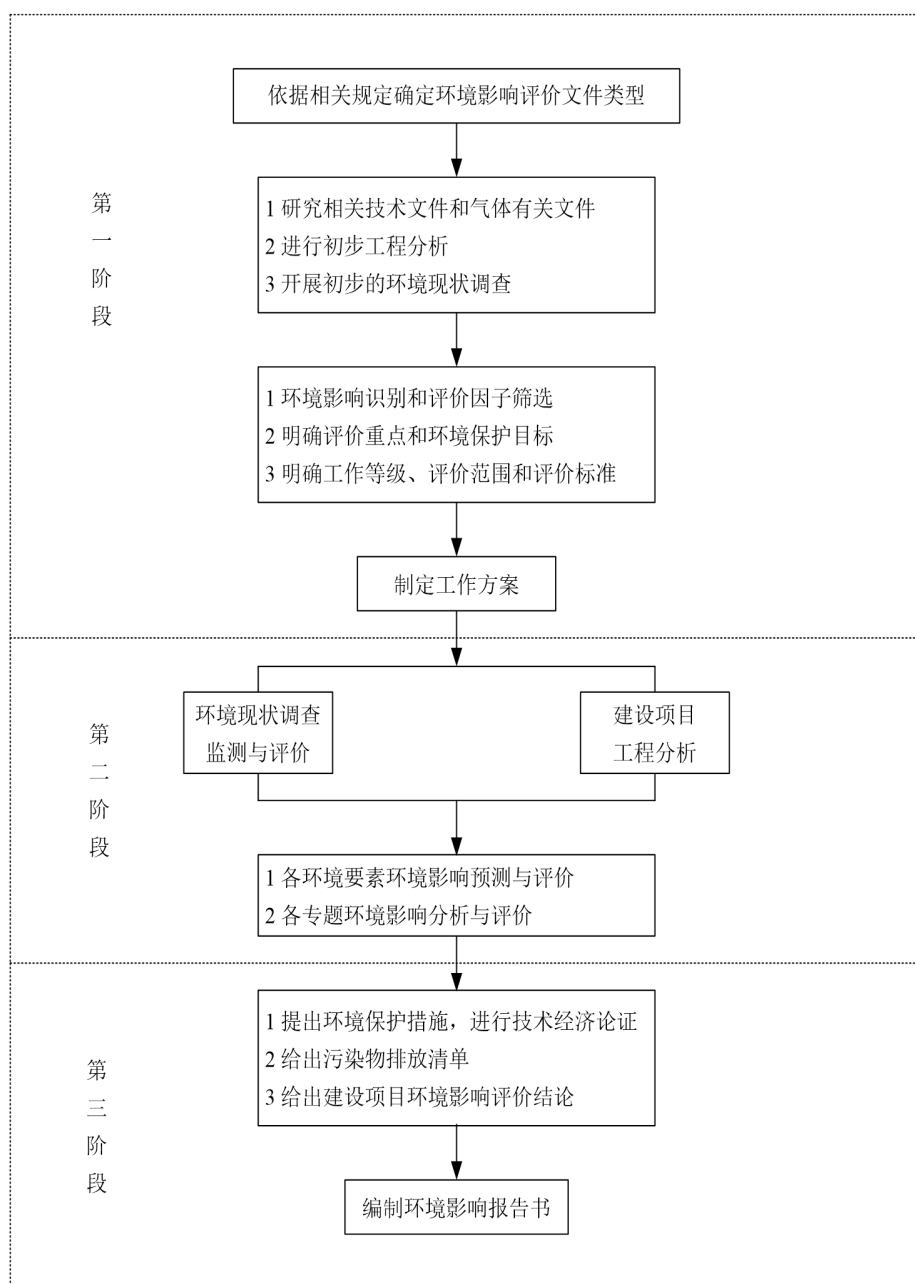 依据相关规定确定环境影响评价文件类型
第一阶段
1 研究相关技术文件和气体有关文件
2 进行初步工程分析
3 开展初步的环境现状调查
1 环境影响识别和评价因子筛选
2 明确评价重点和环境保护目标
3 明确工作等级、评价范围和评价标准
制定工作方案
第二阶段
环境现状调查
监测与评价
建设项目
工程分析
1 各环境要素环境影响预测与评价
2 各专题环境影响分析与评价
第三阶段
1 提出环境保护措施，进行技术经济论证
2 给出污染物排放清单
3 给出建设项目环境影响评价结论
编制环境影响报告书